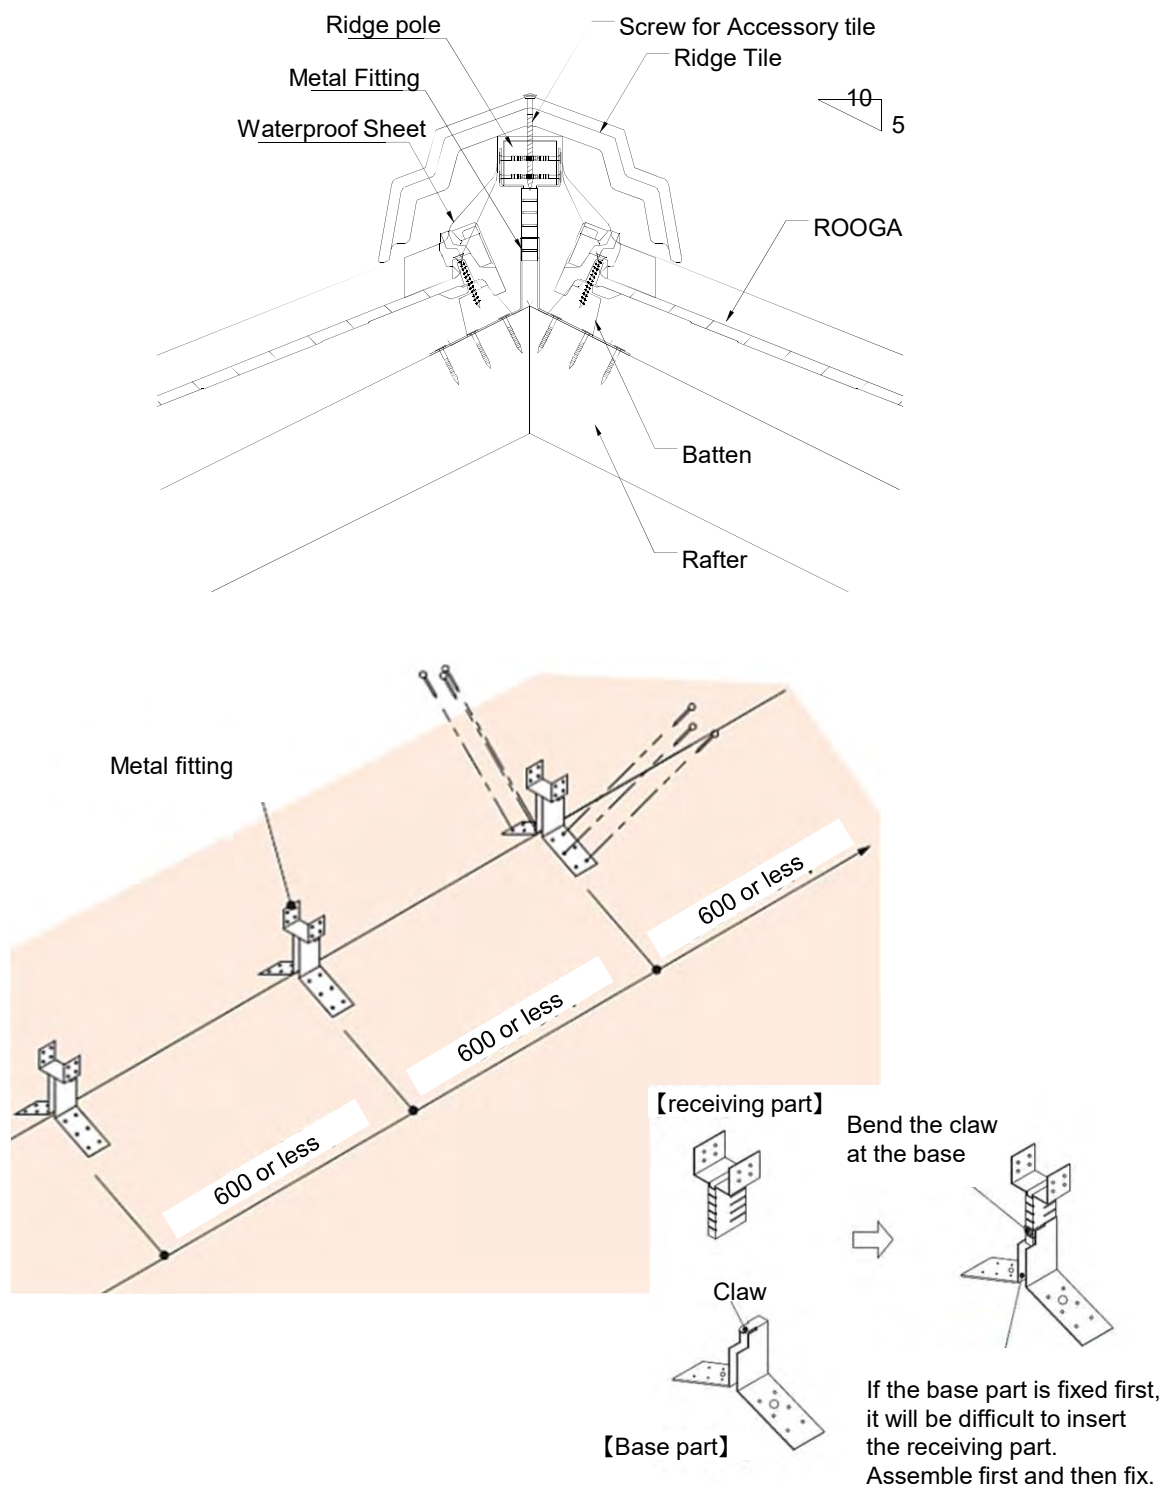 Ridge pole
Screw for Accessory tile
Ridge Tile
Metal Fitting
10
5
Waterproof Sheet
ROOGA
Batten
Rafter
Metal fitting
600 or less
600 or less
600 or less
【receiving part】
Bend the claw
at the base
Claw
【Base part】
If the base part is fixed first,
it will be difficult to insert
the receiving part.
Assemble first and then fix.